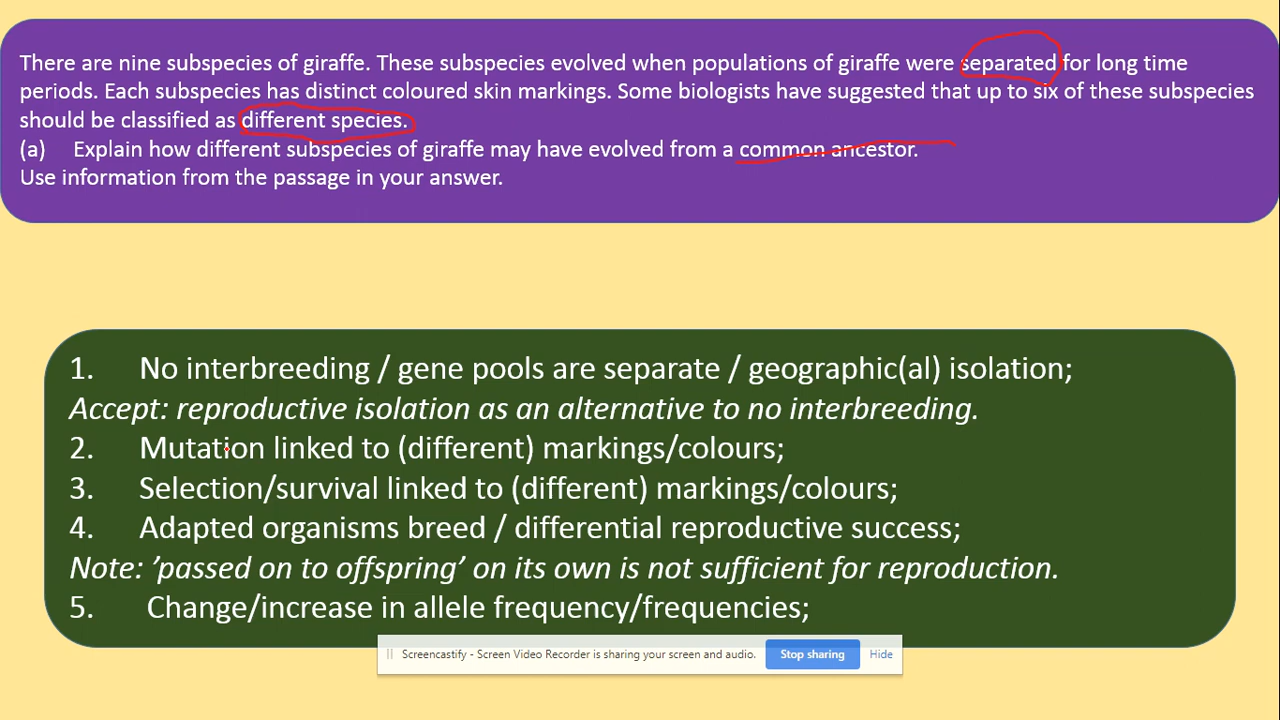 There are nine subspecies of giraffe. These subspecies evolved when populations of giraffe were separated for long time
periods. Each subspecies has distinct coloured skin markings. Some biologists have suggested that up to six of these subspecies
should be classified as different species.
(a) Explain how different subspecies of giraffe may have evolved from a common ancestor.
Use information from the passage in your answer.
1. No interbreeding / gene pools are separate / geographic(al) isolation;
Accept: reproductive isolation as an alternative to no interbreeding.
2. Mutation linked to (different) markings/colours;
3. Selection/survival linked to (different) markings/colours;
4. Adapted organisms breed / differential reproductive success;
Note: ’passed on to offspring’ on its own is not sufficient for reproduction.
5. Change/increase in allele frequency/frequencies;
Screencastify - Screen Video Recorder is sharing your screen and audio. Stop sharing Hide